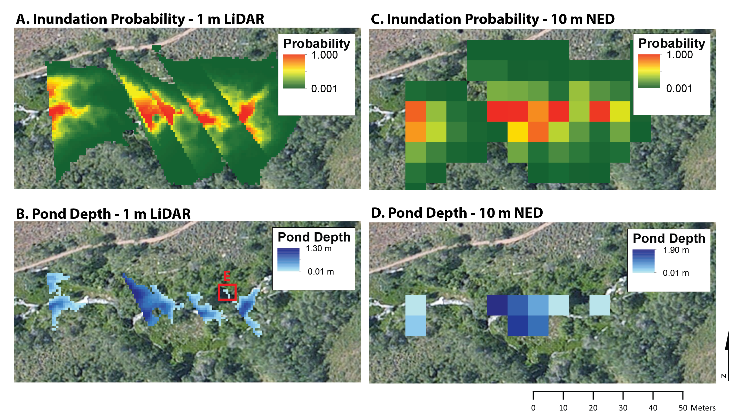 A. Inundation Probability - 1 m LiDAR
Probability
1.000
0.001
C. Inundation Probability - 10 m NED
Probability
1.000
0.001
B. Pond Depth - 1 m LiDAR
Pond Depth
1.30 m
0.01 m
E
D. Pond Depth - 10 m NED
Pond Depth
1.90 m
0.01 m
N
0 10 20 30 40 50 Meters